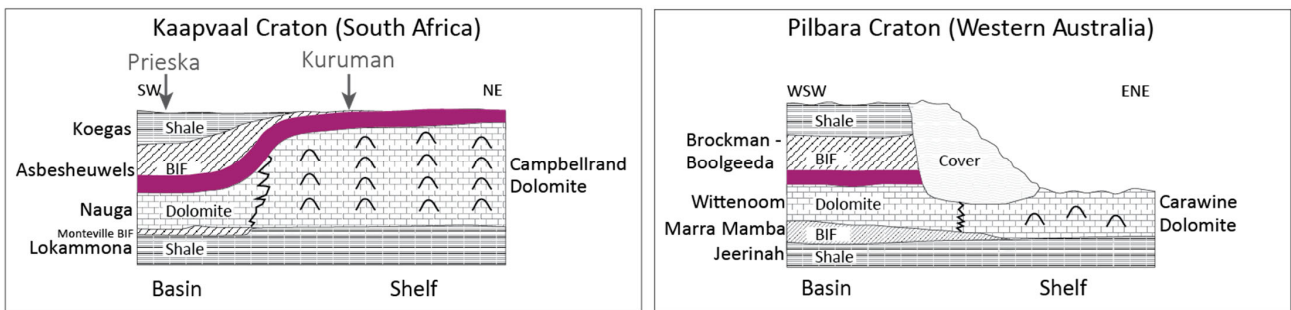 Kaapvaal Craton (South Africa)
Prieska
Kuruman
SW
NE
Koegas
Shale
Asbesheuwels
BIF
Nauga
Dolomite
Monteville BIF
Lokammona
Shale
Campbellrand
Dolomite
Basin
Shelf
Pilbara Craton (Western Australia)
WSW
ENE
Shale
Brockman -
Boolgeeda
BIF
Cover
Wittenoom
Dolomite
Marra Mamba
BIF
Jeerinah
Shale
Carawine
Dolomite
Basin
Shelf